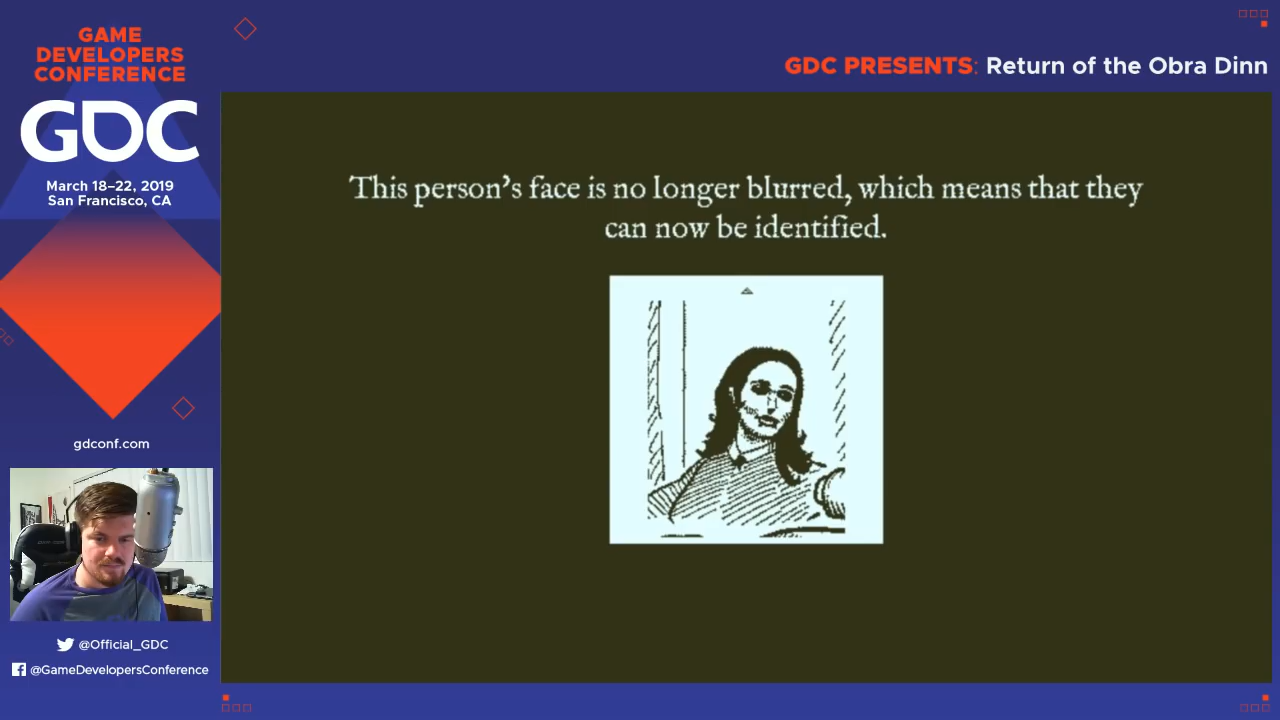 GAME
DEVELOPERS
CONFERENCE
GDC
March 18–22, 2019
San Francisco, CA
gdconf.com
@Official_GDC
@GameDevelopersConference
GDC PRESENTS: Return of the Obra Dinn
This person's face is no longer blurred, which means that they
can now be identified.